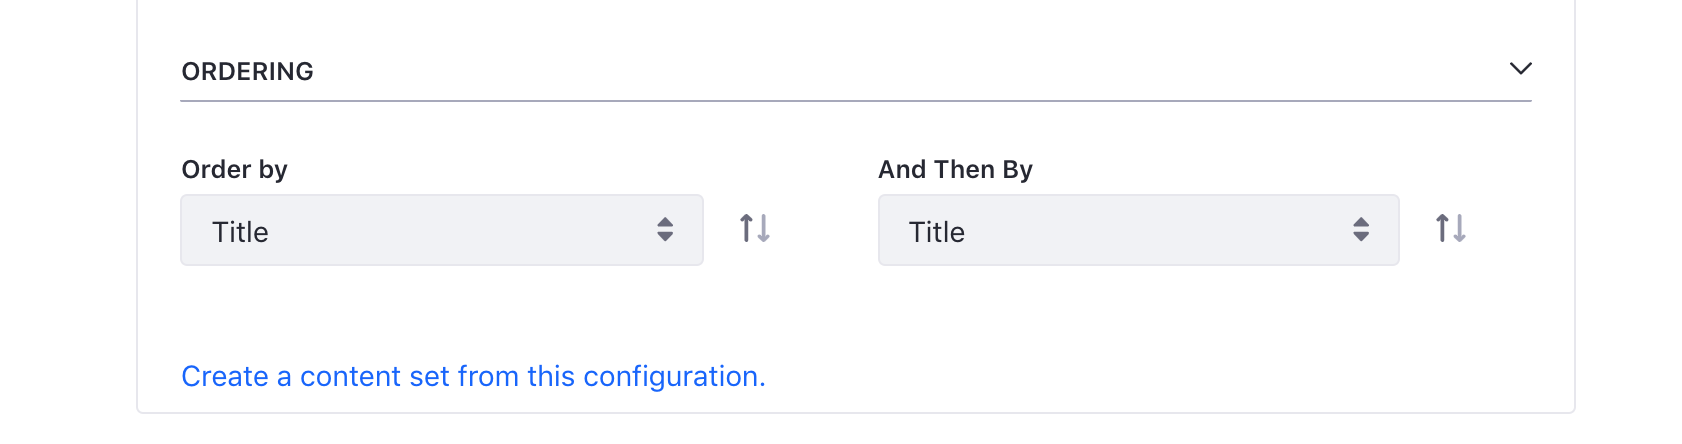 ORDERING
Order by
And Then By
Title
Title
Create a content set from this configuration.